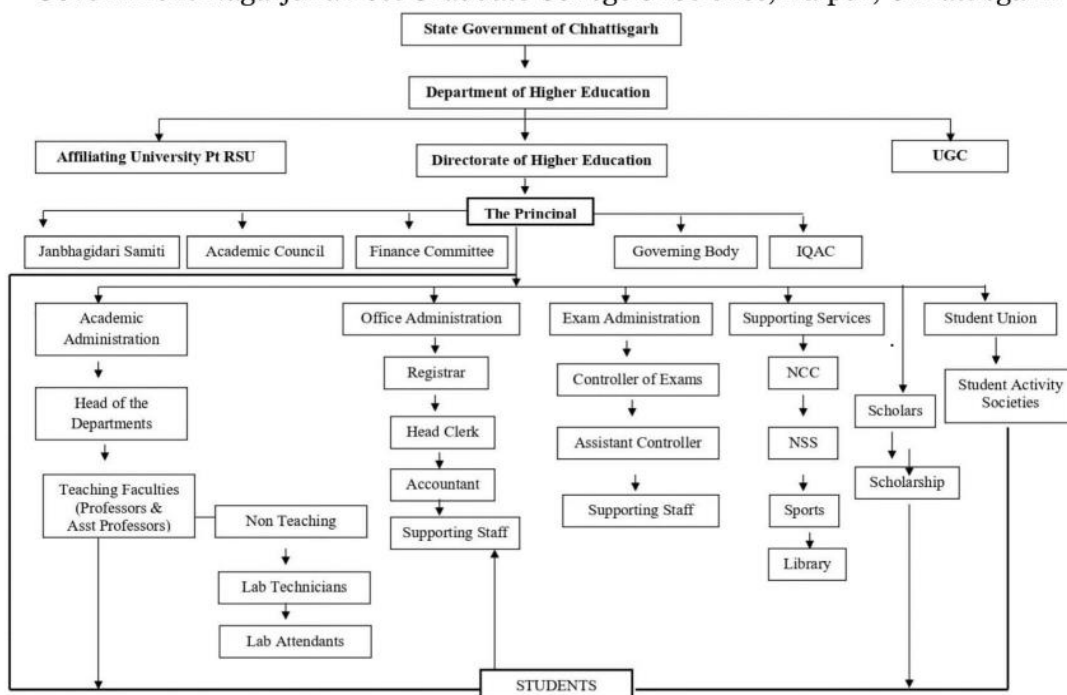 State Government of Chhattisgarh
Department of Higher Education
Affiliating University Pt RSU
Directorate of Higher Education
UGC
The Principal
Janbhagidari Samiti
Academic Council
Finance Committee
Governing Body
IQAC
Academic
Administration
Office Administration
Exam Administration
Supporting Services
Student Union
Registrar
Controller of Exams
NCC
Student Activity
Societies
Head of the
Departments
Scholars
Head Clerk
Assistant Controller
NSS
Teaching Faculties
(Professors &
Asst Professors)
Accountant
Scholarship
Non Teaching
Supporting Staff
Supporting Staff
Sports
Library
Lab Technicians
Lab Attendants
STUDENTS